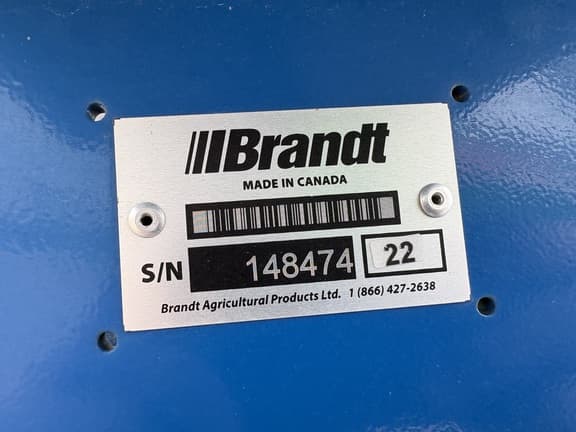 Brandt
MADE IN CANADA
S/N 148474 22
Brandt Agricultural Products Ltd. 1 (866) 427-2638